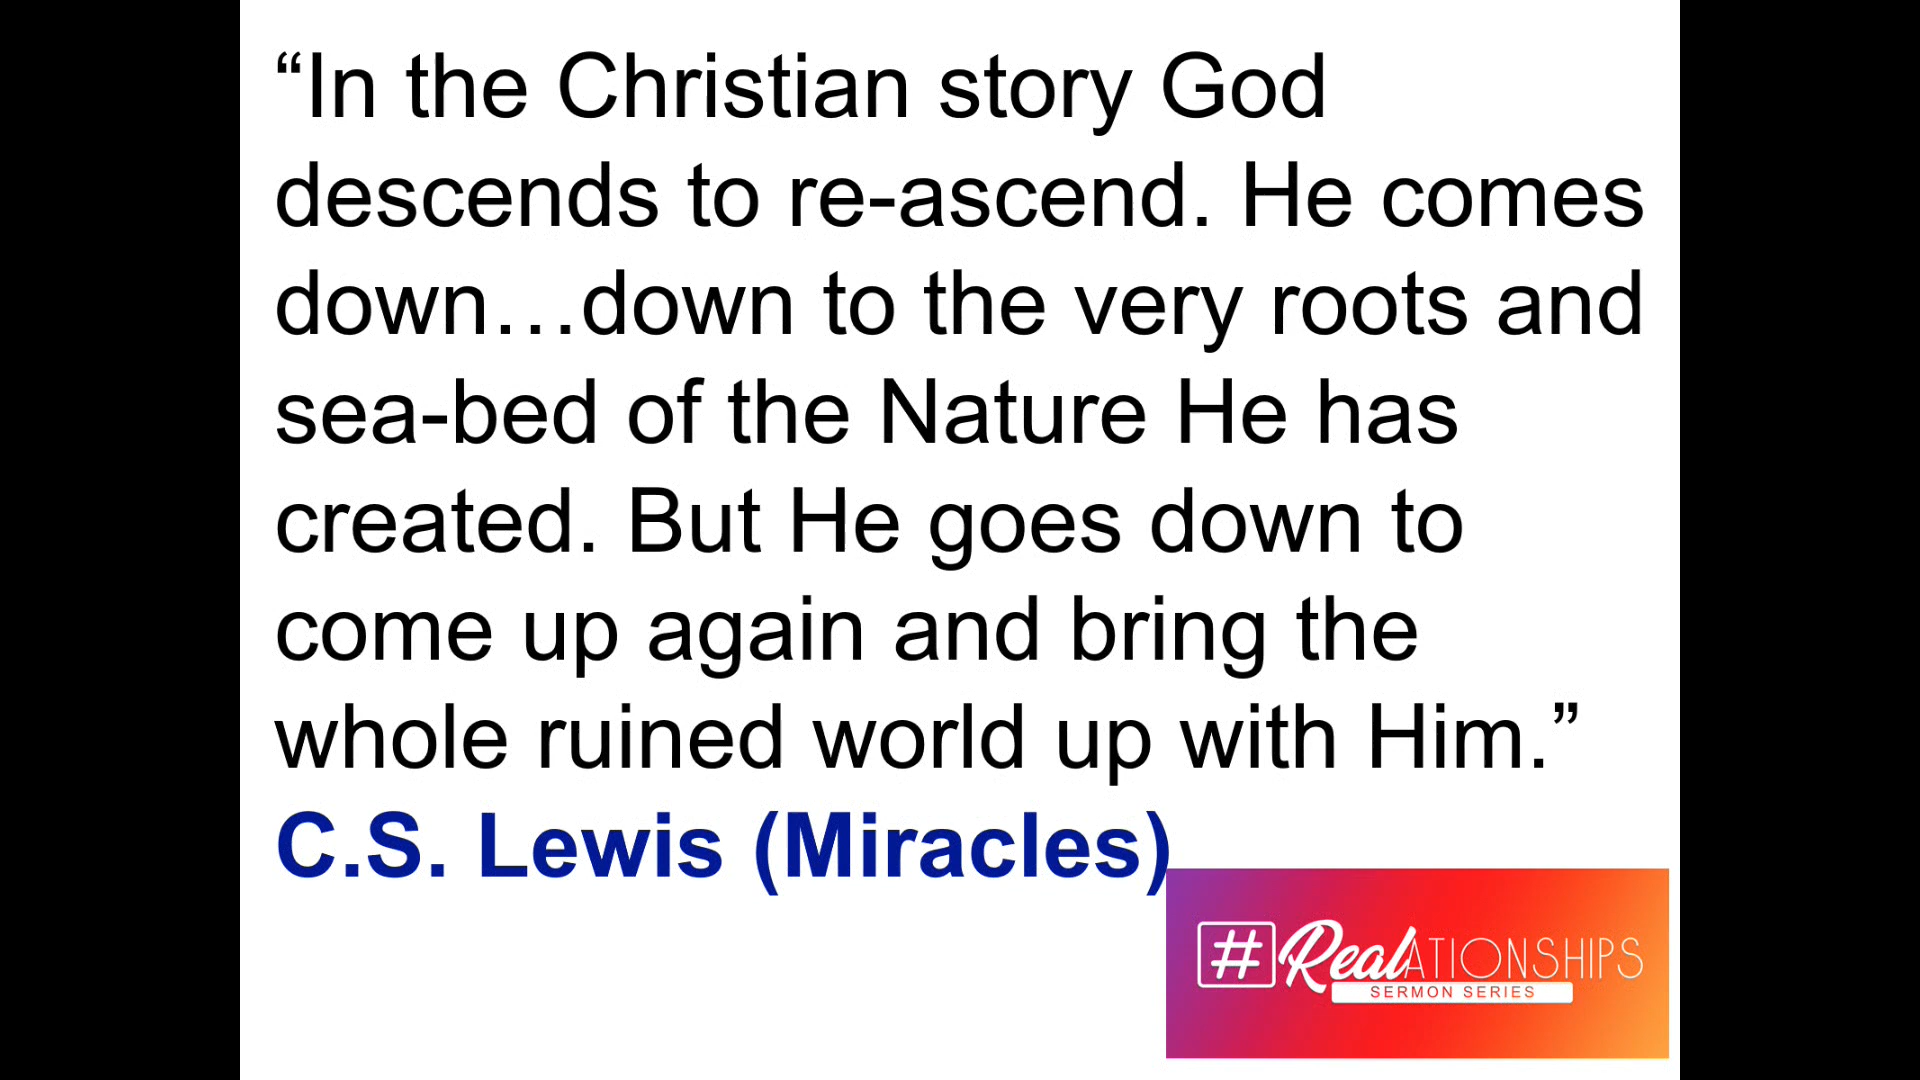 “In the Christian story God
descends to re-ascend. He comes
down…down to the very roots and
sea-bed of the Nature He has
created. But He goes down to
come up again and bring the
whole ruined world up with Him.”
C.S. Lewis (Miracles)
#RealATIONSHIPS
SERMON SERIES